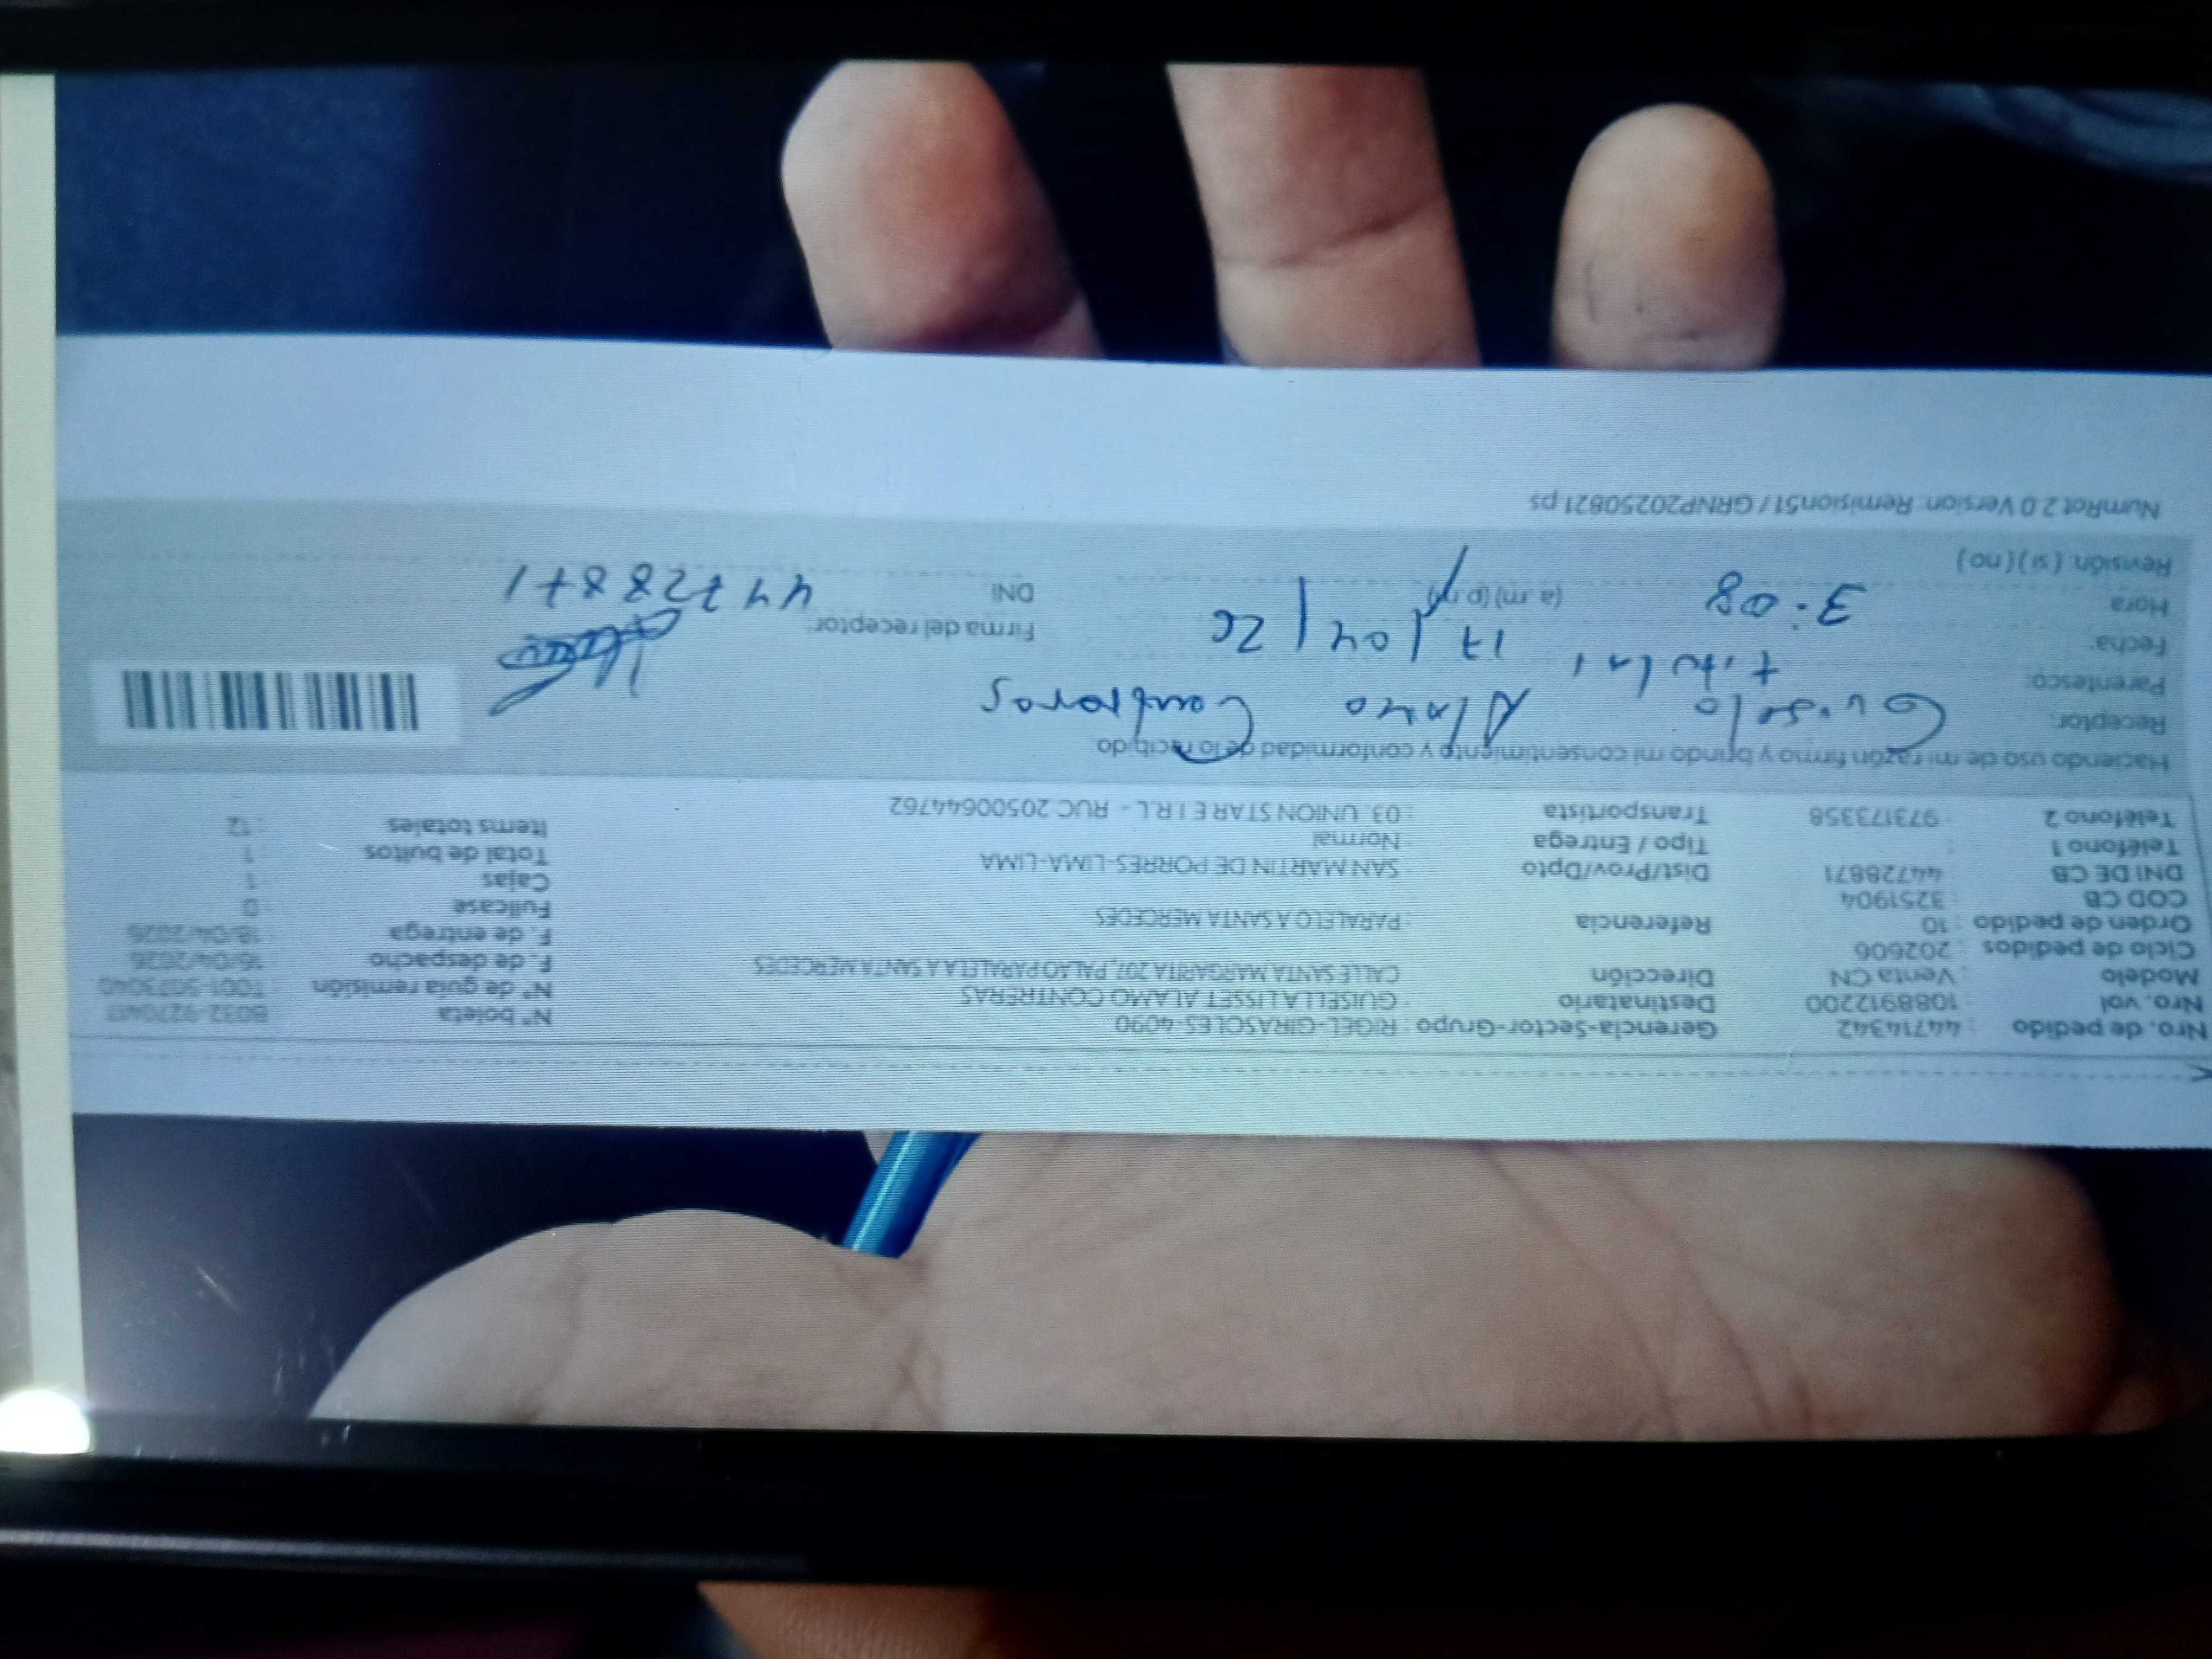 Nro. de pedido : 44714342 Gerencia-Sector-Grupo : RIGEL-GIRASOLES-4090 N° boleta
Nro. vol : 1088912200 Destinatario : GUISELLA LISSET ALAMO CONTRERAS N° de guía remisión : T001-5073040
Modelo : Venta CN Dirección : CALLE SANTA MARGARITA 207, PALAO PARALELA A SANTA MERCEDES F. de despacho : 16/04/2026
Ciclo de pedidos : 202606 F. de entrega : 18/04/2026
Orden de pedido : 10 Referencia : PARALELO A SANTA MERCEDES Fullcase : 0
COD CB : 3251904 Cajas : 1
DNI DE CB : 44728871 Dist/Prov/Dpto : SAN MARTIN DE PORRES-LIMA-LIMA Total de bultos : 1
Teléfono 1 : Tipo / Entrega : Normal Items totales : 12
Teléfono 2 : 973173358 Transportista : 03. UNION STAR E I R L - RUC 20500644762
Haciendo uso de mi razón firmo y brindo mi consentimiento y conformidad de lo recibido
Receptor: Guisela Alamo Contreras
Parentesco: titular
Fecha: 17/04/26 Firma del receptor:
Hora 3:08 (a.m) (p.m) DNI: 44728871
Revisión. ( si ) ( no )
NumRot 2.0 Version: Remision51 / GRNP20250821 ps